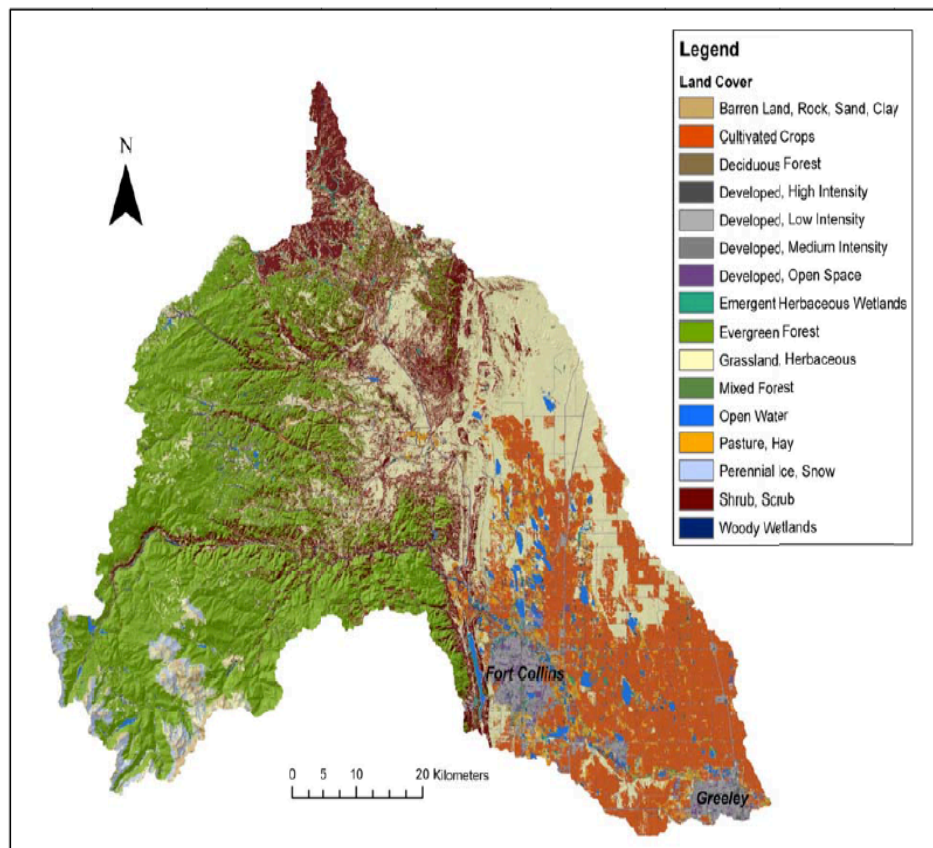 Legend
Land Cover
Barren Land, Rock, Sand, Clay
Cultivated Crops
Deciduous Forest
Developed, High Intensity
Developed, Low Intensity
Developed, Medium Intensity
Developed, Open Space
Emergent Herbaceous Wetlands
Evergreen Forest
Grassland, Herbaceous
Mixed Forest
Open Water
Pasture, Hay
Perennial Ice, Snow
Shrub, Scrub
Woody Wetlands
N
Fort Collins
0 5 10 20 Kilometers
Greeley